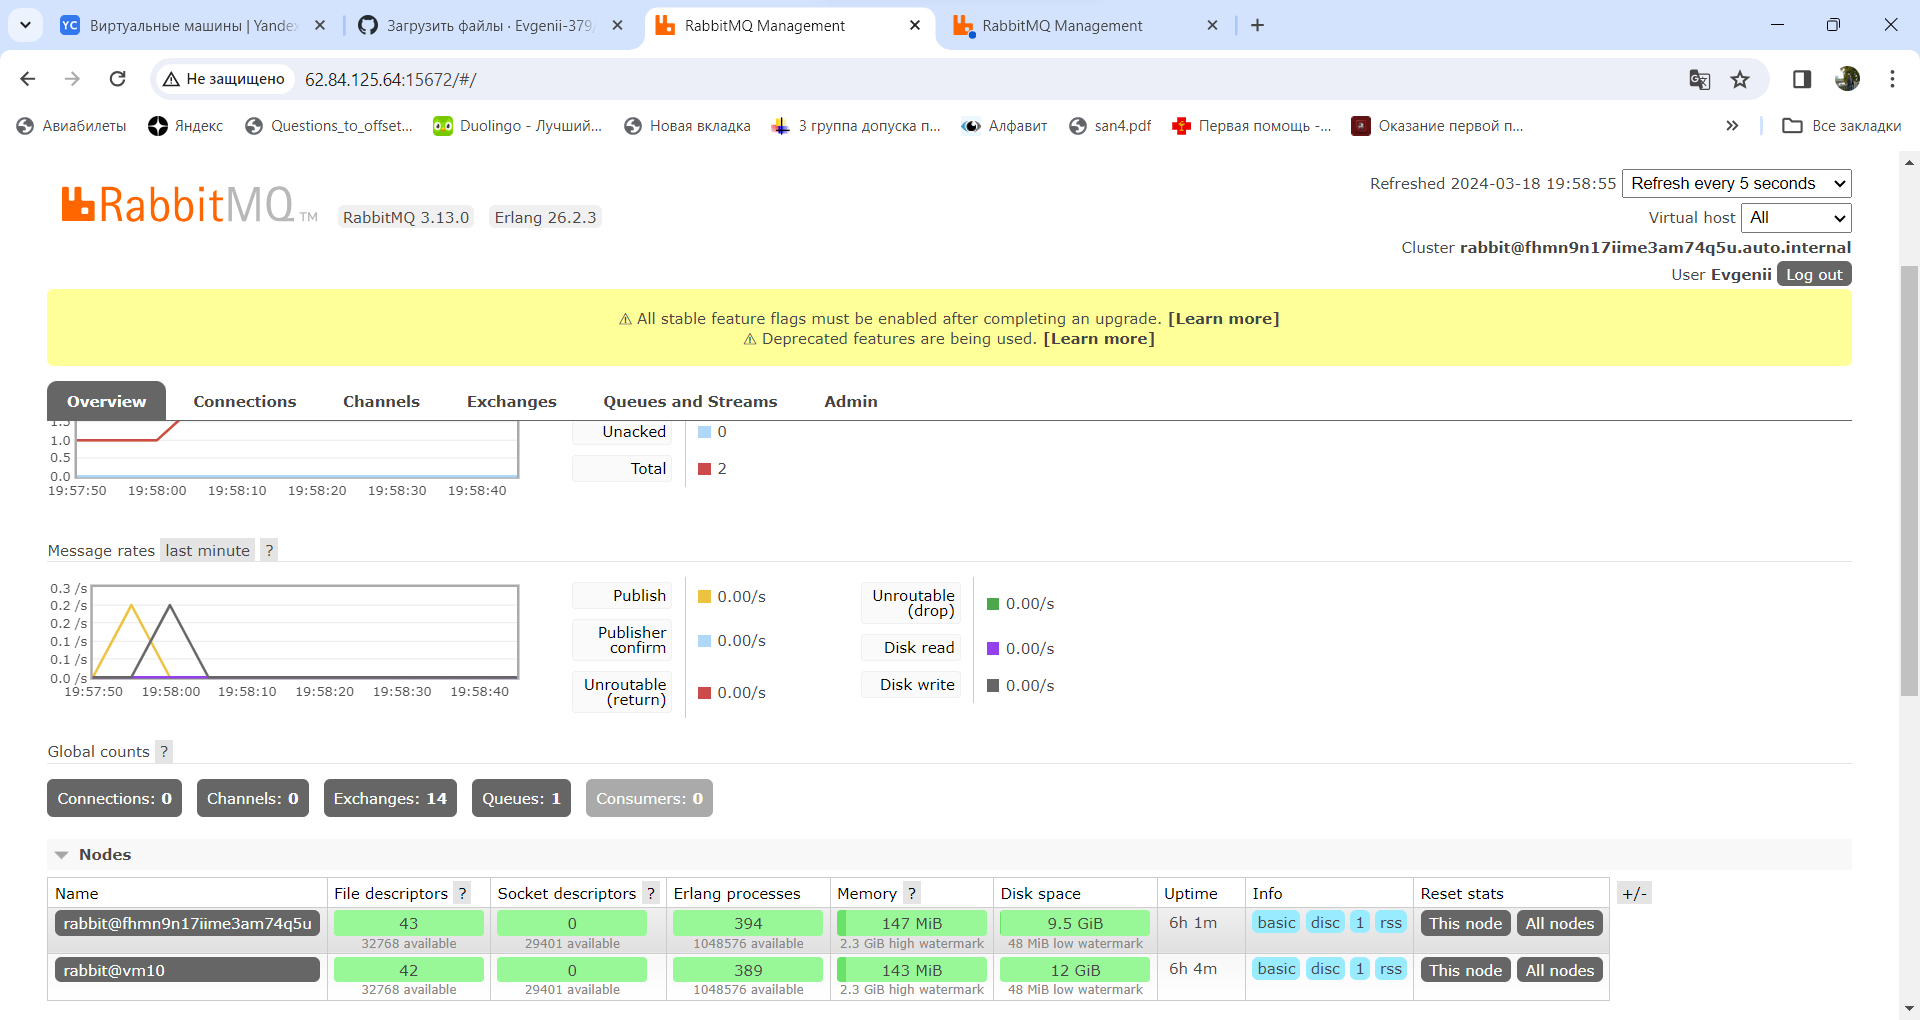 Виртуальные машины | Yandex
Загрузить файлы · Evgenii-379/
RabbitMQ Management
RabbitMQ Management
Не защищено
62.84.125.64:15672/#/
Авиабилеты
Яндекс
Questions_to_offset...
Duolingo - Лучший...
Новая вкладка
3 группа допуска п...
Алфавит
san4.pdf
Первая помощь -...
Оказание первой п...
»
Все закладки
RabbitMQ TM
RabbitMQ 3.13.0
Erlang 26.2.3
Refreshed 2024-03-18 19:58:55
Refresh every 5 seconds
Virtual host
All
Cluster rabbit@fhmn9n17iime3am74q5u.auto.internal
User Evgenii
Log out
⚠ All stable feature flags must be enabled after completing an upgrade. [Learn more]
⚠ Deprecated features are being used. [Learn more]
Overview
Connections
Channels
Exchanges
Queues and Streams
Admin
1.5
1.0
0.5
0.0
19:57:50 19:58:00 19:58:10 19:58:20 19:58:30 19:58:40
Unacked
0
Total
2
Message rates last minute ?
0.3 /s
0.2 /s
0.2 /s
0.1 /s
0.1 /s
0.0 /s
19:57:50 19:58:00 19:58:10 19:58:20 19:58:30 19:58:40
Publish
0.00/s
Publisher
confirm
0.00/s
Unroutable
(return)
0.00/s
Unroutable
(drop)
0.00/s
Disk read
0.00/s
Disk write
0.00/s
Global counts ?
Connections: 0
Channels: 0
Exchanges: 14
Queues: 1
Consumers: 0
Nodes
Name File descriptors ? Socket descriptors ? Erlang processes Memory ? Disk space Uptime Info Reset stats +/-
rabbit@fhmn9n17iime3am74q5u 43 0 394 147 MiB 9.5 GiB 6h 1m basic disc 1 rss This node All nodes
32768 available 29401 available 1048576 available 2.3 GiB high watermark 48 MiB low watermark
rabbit@vm10 42 0 389 143 MiB 12 GiB 6h 4m basic disc 1 rss This node All nodes
32768 available 29401 available 1048576 available 2.3 GiB high watermark 48 MiB low watermark